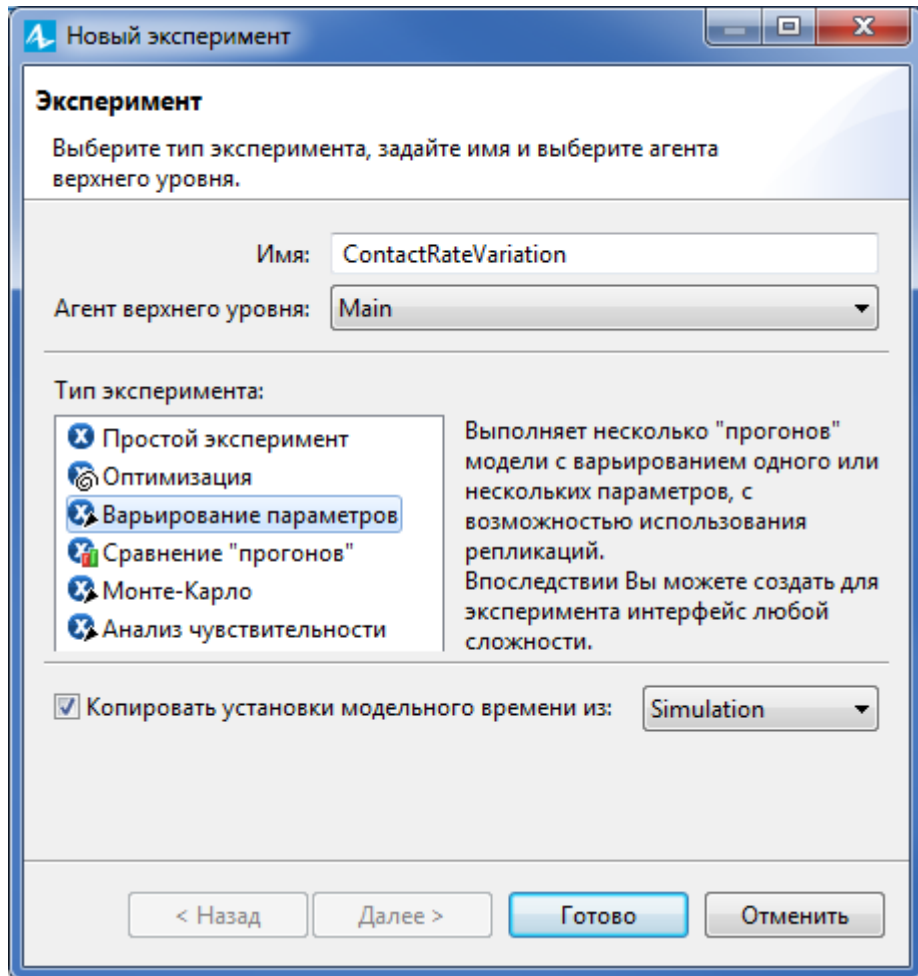 Новый эксперимент
Эксперимент
Выберите тип эксперимента, задайте имя и выберите агента
верхнего уровня.
Имя: ContactRateVariation
Агент верхнего уровня: Main
Тип эксперимента:
Простой эксперимент
Оптимизация
Варьирование параметров
Сравнение "прогонов"
Монте-Карло
Анализ чувствительности
Выполняет несколько "прогонов"
модели с варьированием одного или
нескольких параметров, с
возможностью использования
репликаций.
Впоследствии Вы можете создать для
эксперимента интерфейс любой
сложности.
Копировать установки модельного времени из: Simulation
< Назад Далее > Готово Отменить